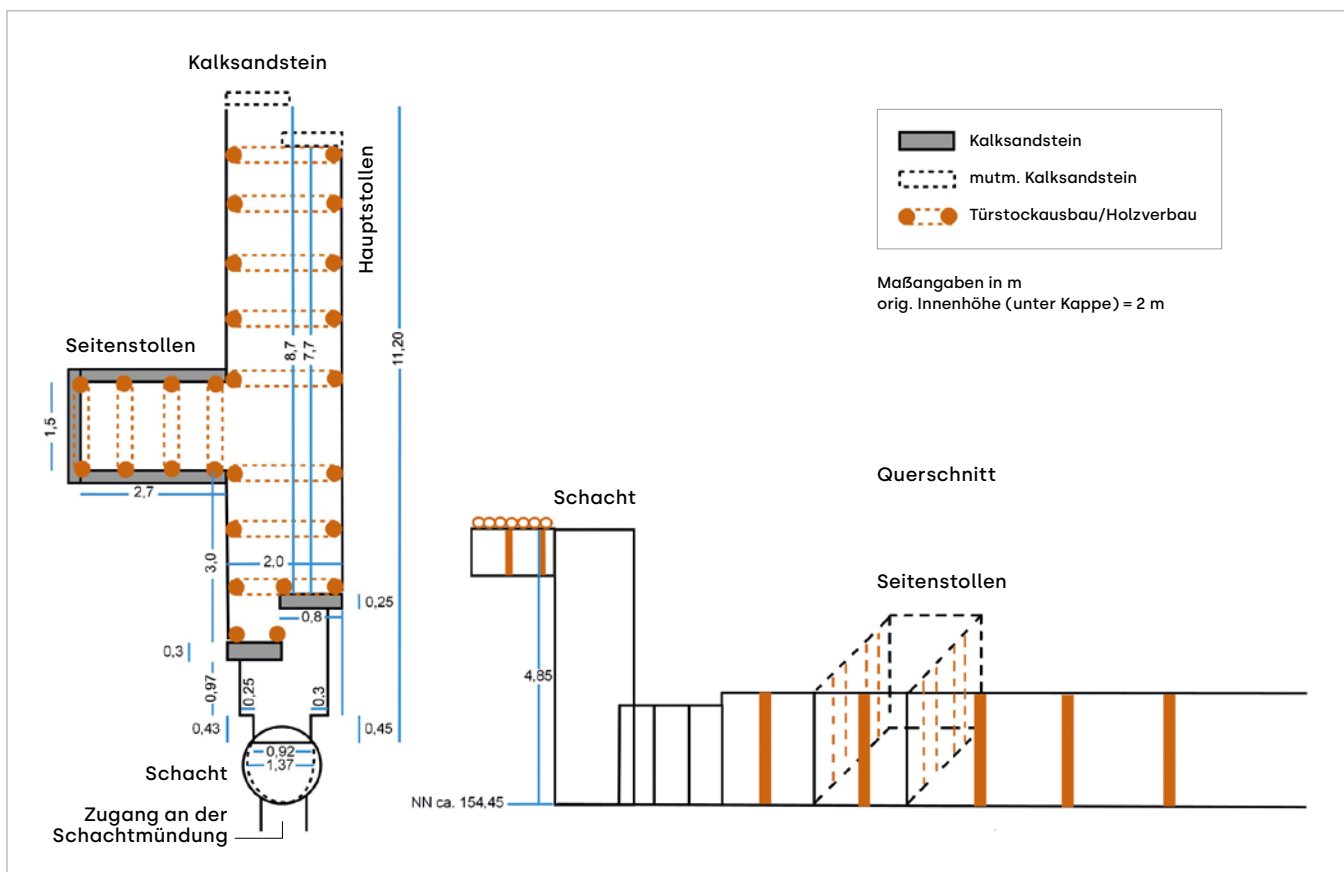 Kalksandstein
Hauptstollen
8,7
7,7
11,20
Seitenstollen
1,5
2,7
3,0
2,0
0,25
0,8
0,3
0,97
0,25
0,3
0,43
0,45
0,92
1,37
Schacht
Zugang an der
Schachtmündung
Kalksandstein
mutm. Kalksandstein
Türstockausbau/Holzverbau
Maßangaben in m
orig. Innenhöhe (unter Kappe) = 2 m
Querschnitt
Schacht
Seitenstollen
4,85
NN ca. 154,45